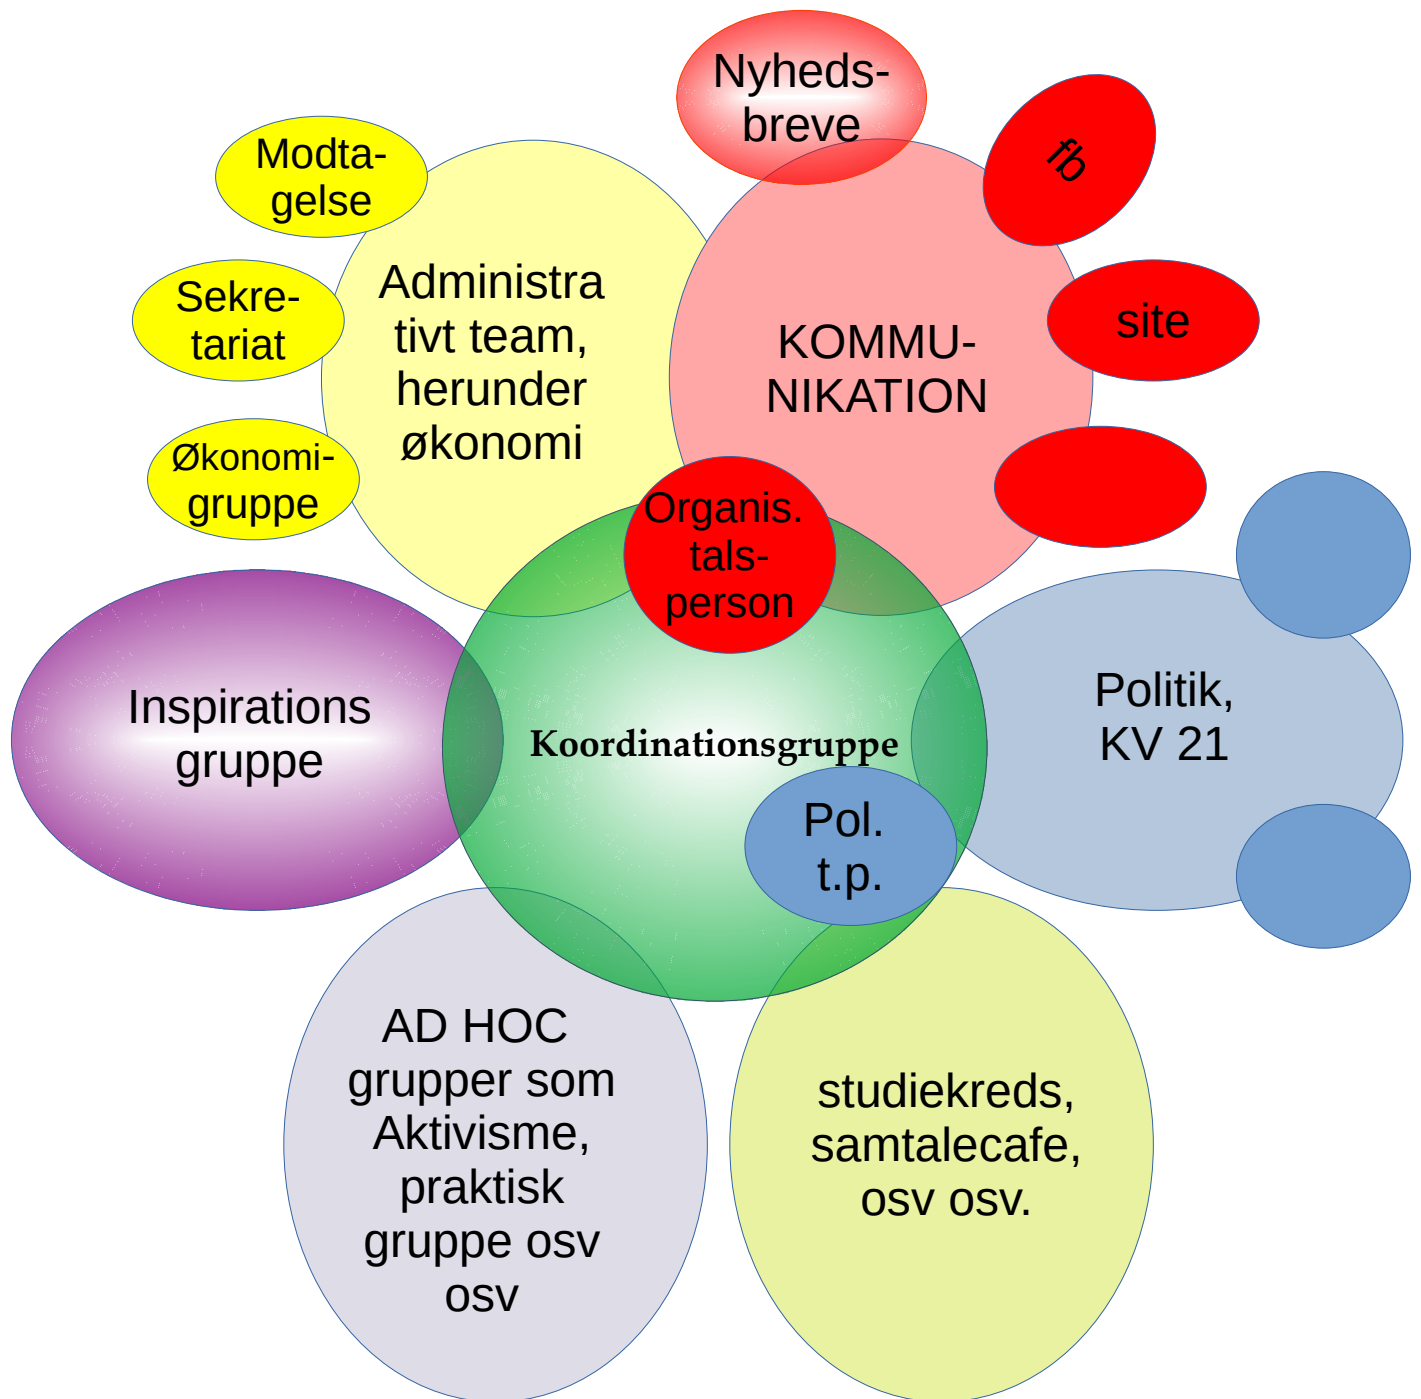 Nyheds-
breve
fb
Modta-
gelse
Sekre-
tariat
Økonomi-
gruppe
Administra
tivt team,
herunder
økonomi
KOMMU-
NIKATION
site
Organis.
tals-
person
Inspirations
gruppe
Koordinationsgruppe
Politik,
KV 21
Pol.
t.p.
AD HOC
grupper som
Aktivisme,
praktisk
gruppe osv
osv
studiekreds,
samtalecafe,
osv osv.